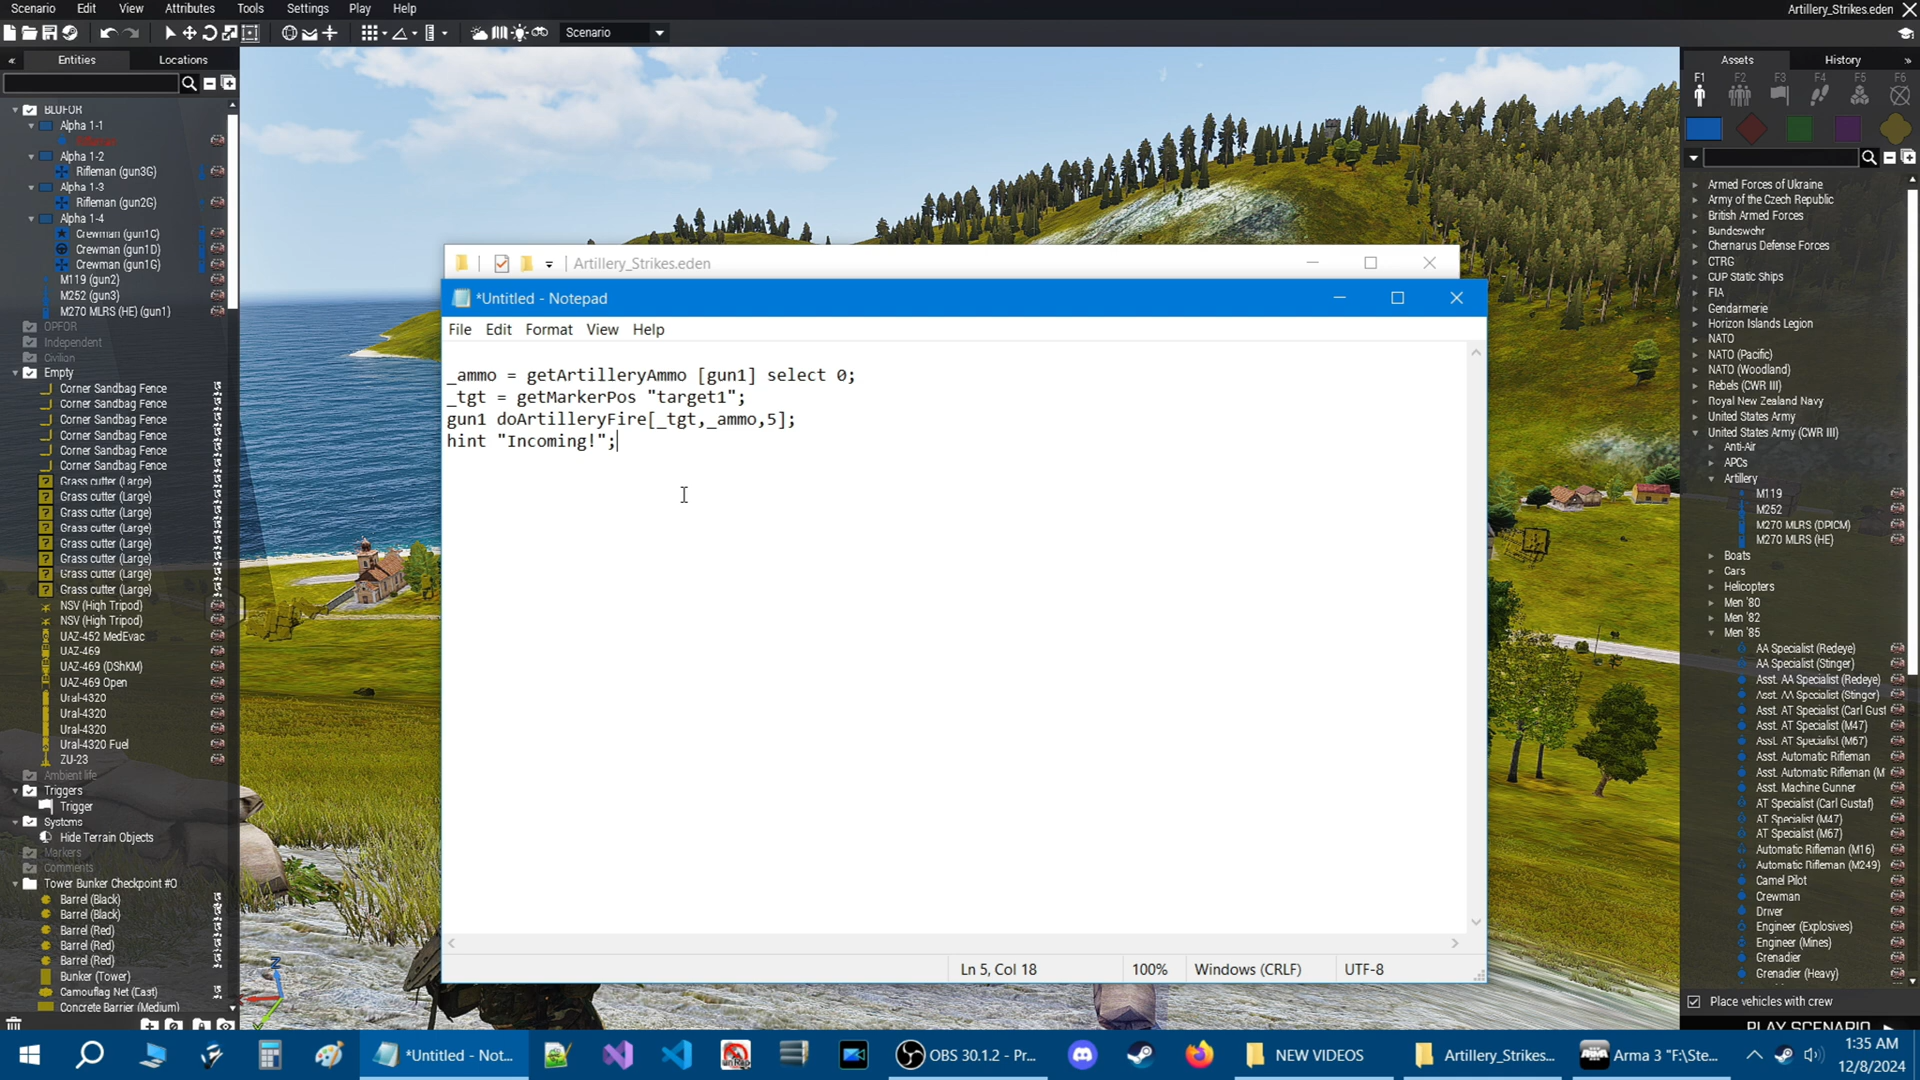 Scenario Edit View Attributes Tools Settings Play Help
Artillery_Strikes.eden
Scenario
Entities Locations
BLUFOR
Alpha 1-1
Alpha 1-2
Rifleman (gun3G)
Alpha 1-3
Rifleman (gun2G)
Alpha 1-4
Crewman (gun1C)
Crewman (gun1D)
Crewman (gun1G)
M119 (gun2)
M252 (gun3)
M270 MLRS (HE) (gun1)
OPFOR
Independent
Civilian
Empty
Corner Sandbag Fence
Corner Sandbag Fence
Corner Sandbag Fence
Corner Sandbag Fence
Corner Sandbag Fence
Corner Sandbag Fence
Grass cutter (Large)
Grass cutter (Large)
Grass cutter (Large)
Grass cutter (Large)
Grass cutter (Large)
Grass cutter (Large)
Grass cutter (Large)
Grass cutter (Large)
NSV (High Tripod)
NSV (High Tripod)
UAZ-452 MedEvac
UAZ-469
UAZ-469 (DShKM)
UAZ-469 Open
Ural-4320
Ural-4320
Ural-4320
Ural-4320 Fuel
ZU-23
Ambient life
Triggers
Trigger
Systems
Hide Terrain Objects
Markers
Comments
Tower Bunker Checkpoint #0
Barrel (Black)
Barrel (Black)
Barrel (Red)
Barrel (Red)
Barrel (Red)
Bunker (Tower)
Camouflag Net (East)
Concrete Barrier (Medium)
Artillery_Strikes.eden
*Untitled - Notepad
File Edit Format View Help
_ammo = getArtilleryAmmo [gun1] select 0;
_tgt = getMarkerPos "target1";
gun1 doArtilleryFire[_tgt,_ammo,5];
hint "Incoming!";
Ln 5, Col 18 100% Windows (CRLF) UTF-8
Assets History
F1 F2 F3 F4 F5 F6
Armed Forces of Ukraine
Army of the Czech Republic
British Armed Forces
Bundeswehr
Chernarus Defense Forces
CTRG
CUP Static Ships
FIA
Gendarmerie
Horizon Islands Legion
NATO
NATO (Pacific)
NATO (Woodland)
Rebels (CWR III)
Royal New Zealand Navy
United States Army
United States Army (CWR III)
Anti-Air
APCs
Artillery
M119
M252
M270 MLRS (DPICM)
M270 MLRS (HE)
Boats
Cars
Helicopters
Men '80
Men '82
Men '85
AA Specialist (Redeye)
AA Specialist (Stinger)
Asst. AA Specialist (Redeye)
Asst. AA Specialist (Stinger)
Asst. AT Specialist (Carl Gust
Asst. AT Specialist (M47)
Asst. AT Specialist (M67)
Asst. Automatic Rifleman
Asst. Automatic Rifleman (M
Asst. Machine Gunner
AT Specialist (Carl Gustaf)
AT Specialist (M47)
AT Specialist (M67)
Automatic Rifleman (M16)
Automatic Rifleman (M249)
Camel Pilot
Crewman
Driver
Engineer (Explosives)
Engineer (Mines)
Grenadier
Grenadier (Heavy)
Place vehicles with crew
PLAY SCENARIO
*Untitled - Not...
OBS 30.1.2 - Pr...
NEW VIDEOS
Artillery_Strikes...
Arma 3 "F:\Ste...
1:35 AM
12/8/2024